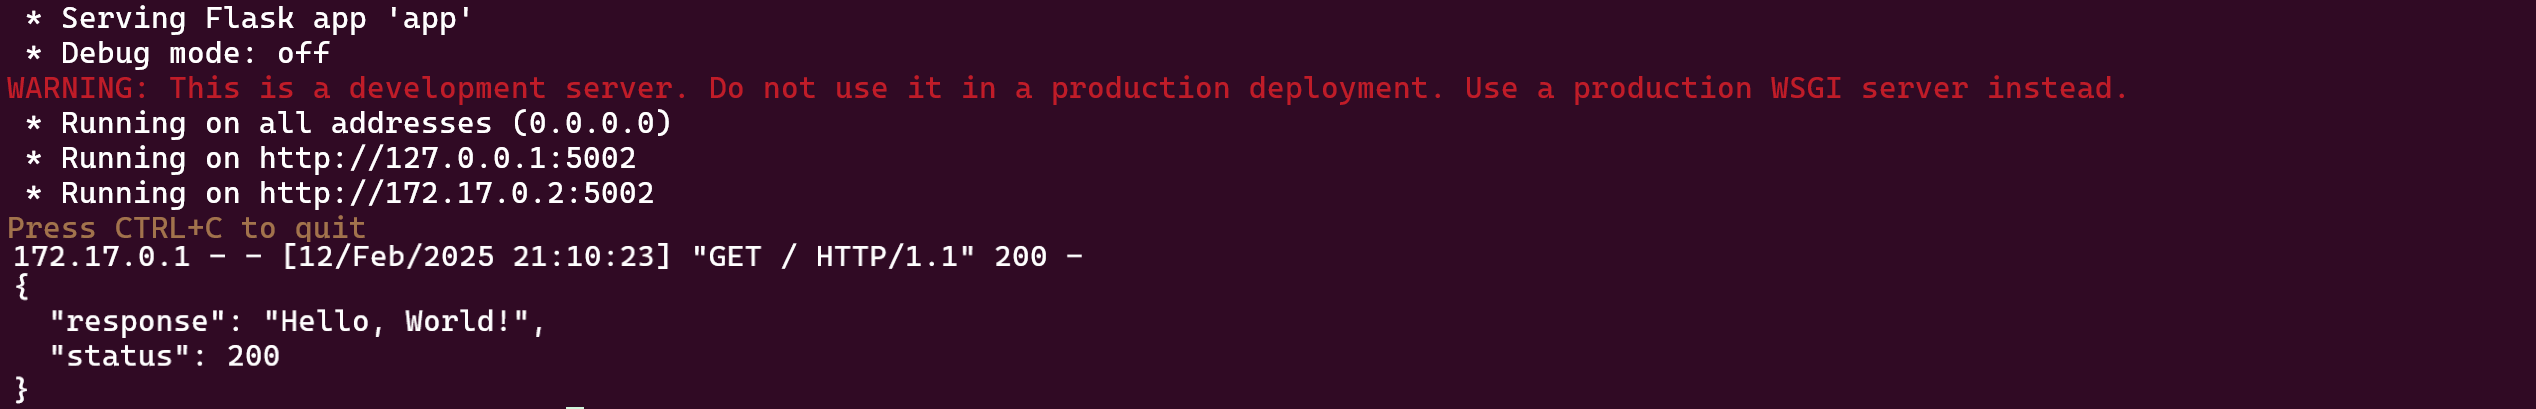 * Serving Flask app 'app'
* Debug mode: off
WARNING: This is a development server. Do not use it in a production deployment. Use a production WSGI server instead.
* Running on all addresses (0.0.0.0)
* Running on http://127.0.0.1:5002
* Running on http://172.17.0.2:5002
Press CTRL+C to quit
172.17.0.1 - - [12/Feb/2025 21:10:23] "GET / HTTP/1.1" 200 -
{
  "response": "Hello, World!",
  "status": 200
}